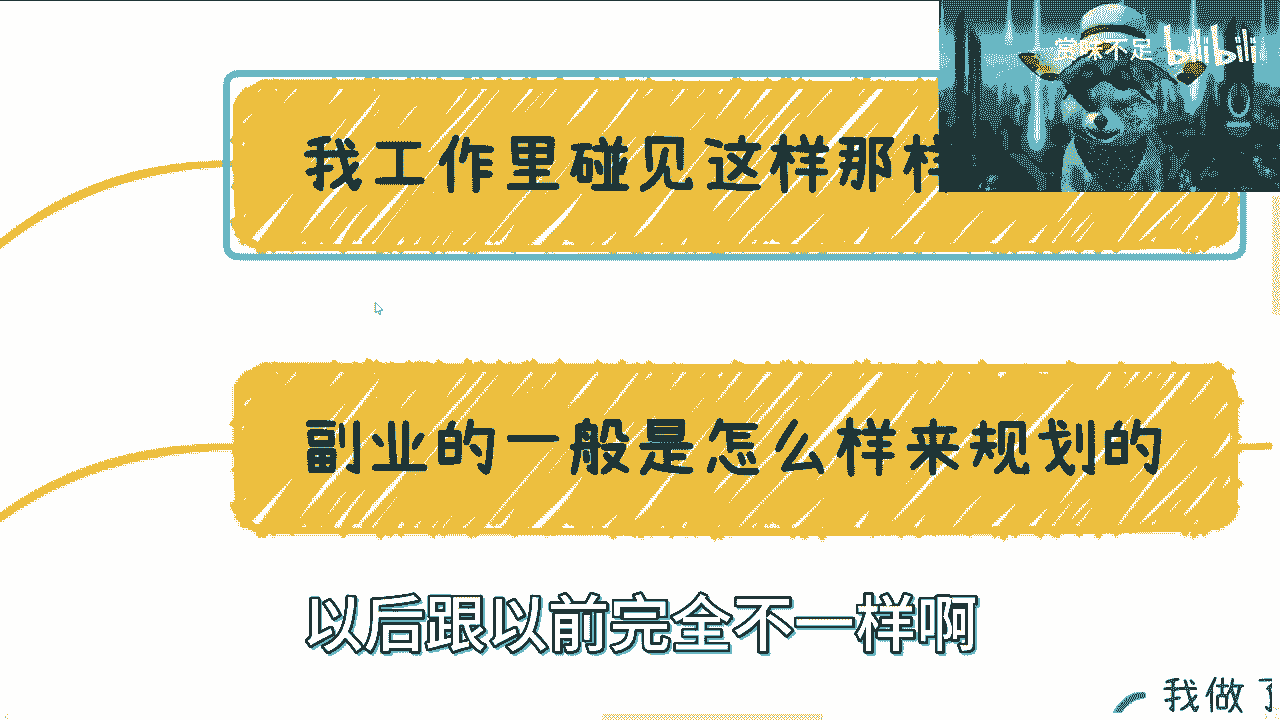 赏味不足 bilibili
我工作里碰见这样那样
副业的一般是怎么样来规划的
以后跟以前完全不一样啊
我做了